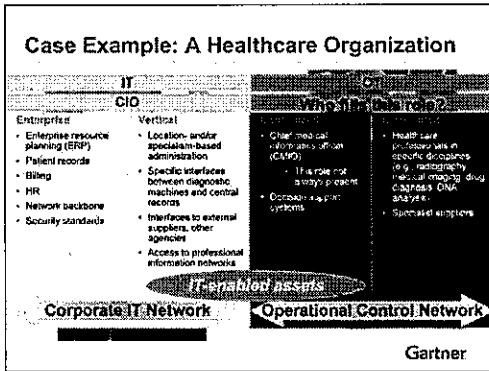 Case Example: A Healthcare Organization
IT
CIO
Who fills this role?
Enterprise
• Enterprise resource
planning (ERP)
• Patient records
• Billing
• HR
• Network backbone
• Security standards
Vertical
• Location- and/or
specialism-based
administration
• Specific interfaces
between diagnostic
machines and central
records
• Interfaces to external
suppliers, other
agencies
• Access to professional
information networks
• Chief medical
informatics officer
(CMIO)
• This role not
always present
• Decision support
systems
• Healthcare
professionals in
specific disciplines
(e.g., radiography,
medical imaging, drug
diagnosis, DNA
analysis)
• Specialist suppliers
IT-enabled assets
Corporate IT Network
Operational Control Network
Gartner